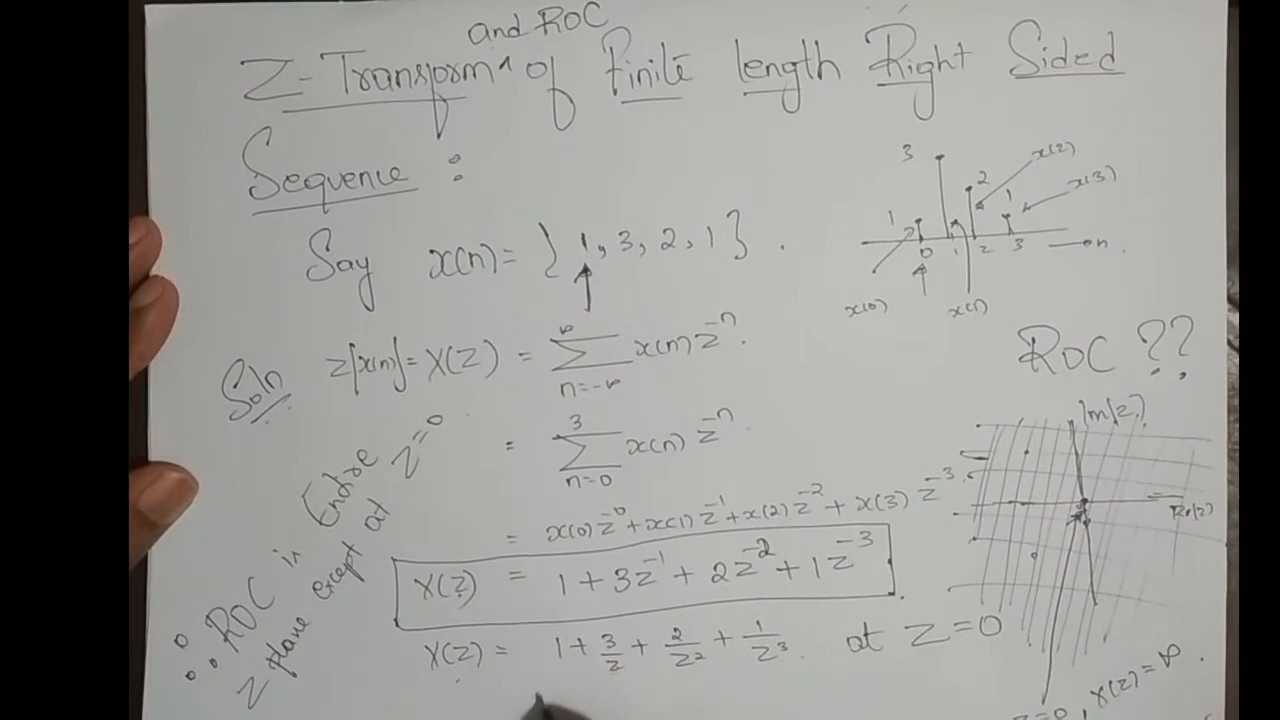 and ROC
Z-Transform of Finite length Right Sided
Sequence :
Say x(n) = { 1, 3, 2, 1 } .
↑
3
x(2)
2
x(3)
1
1
0 1 2 3 → n .
x(0) x(1)
Soln Z[x(n)] = X(Z) = ∞ ∑ n=-∞ x(n) Z^-n .
= 3 ∑ n=0 x(n) Z^-n
= x(0) Z^-0 + x(1) Z^-1 + x(2) Z^-2 + x(3) Z^-3 .
X(Z) = 1 + 3Z^-1 + 2Z^-2 + 1Z^-3 .
X(Z) = 1 + 3/Z + 2/Z^2 + 1/Z^3 . at Z = 0
∴ ROC is Entire
Z plane except at Z=0
ROC ??
Im(Z)
Re(Z)
Z=0, X(Z) = ∞ .